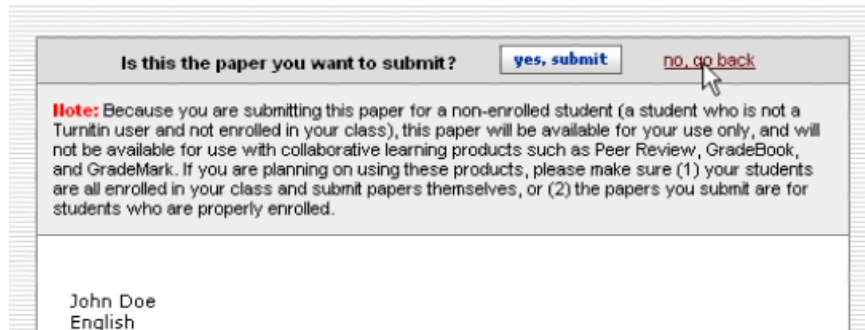 Is this the paper you want to submit? yes, submit no, go back
Note: Because you are submitting this paper for a non-enrolled student (a student who is not a
Turnitin user and not enrolled in your class), this paper will be available for your use only, and will
not be available for use with collaborative learning products such as Peer Review, GradeBook,
and GradeMark. If you are planning on using these products, please make sure (1) your students
are all enrolled in your class and submit papers themselves, or (2) the papers you submit are for
students who are properly enrolled.
John Doe
English